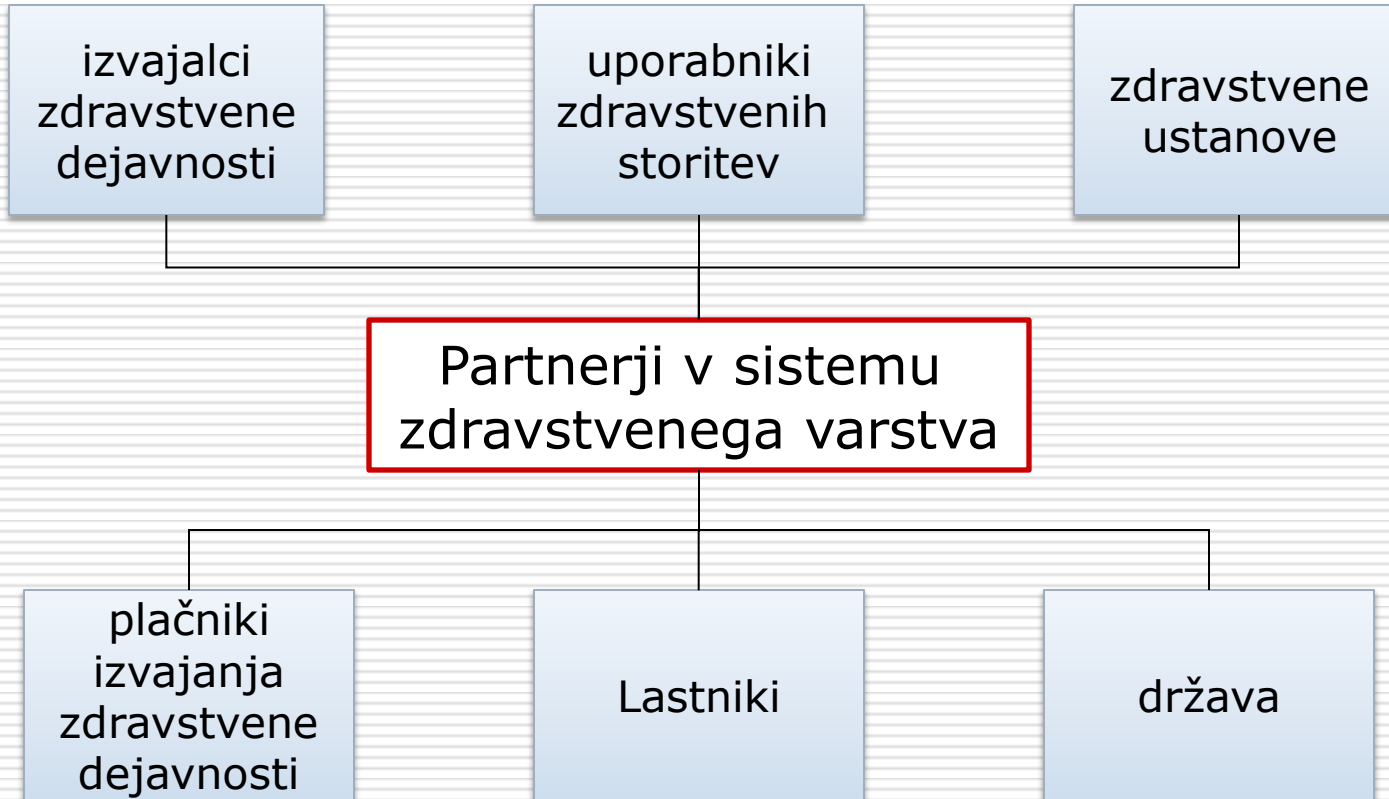 izvajalci
zdravstvene
dejavnosti
uporabniki
zdravstvenih
storitev
zdravstvene
ustanove
Partnerji v sistemu
zdravstvenega varstva
plačniki
izvajanja
zdravstvene
dejavnosti
Lastniki
država